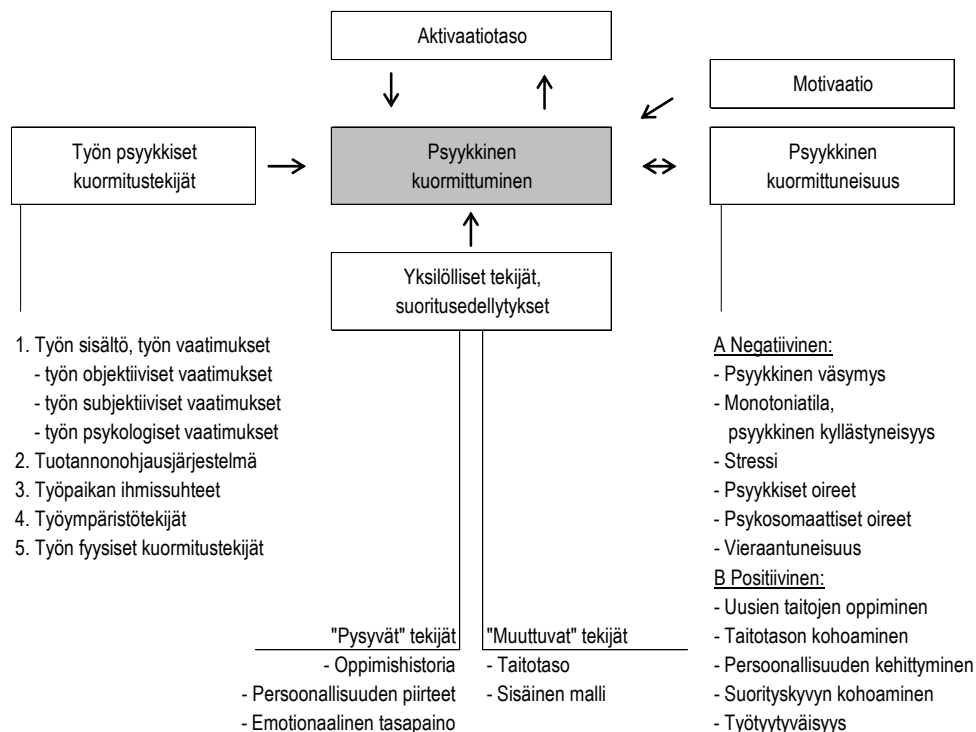 Aktivaatiotaso
Motivaatio
Työn psyykkiset
kuormitustekijät
Psyykkinen
kuormittuminen
Psyykkinen
kuormittuneisuus
Yksilölliset tekijät,
suoritusedellytykset
1. Työn sisältö, työn vaatimukset
- työn objektiiviset vaatimukset
- työn subjektiiviset vaatimukset
- työn psykologiset vaatimukset
2. Tuotannonohjausjärjestelmä
3. Työpaikan ihmissuhteet
4. Työympäristötekijät
5. Työn fyysiset kuormitustekijät
"Pysyvät" tekijät
- Oppimishistoria
- Persoonallisuuden piirteet
- Emotionaalinen tasapaino
"Muuttuvat" tekijät
- Taitotaso
- Sisäinen malli
A Negatiivinen:
- Psyykkinen väsymys
- Monotoniatila,
psyykkinen kyllästyneisyys
- Stressi
- Psyykkiset oireet
- Psykosomaattiset oireet
- Vieraantuneisuus
B Positiivinen:
- Uusien taitojen oppiminen
- Taitotason kohoaminen
- Persoonallisuuden kehittyminen
- Suorityskyvyn kohoaminen
- Työtyytyväisyys